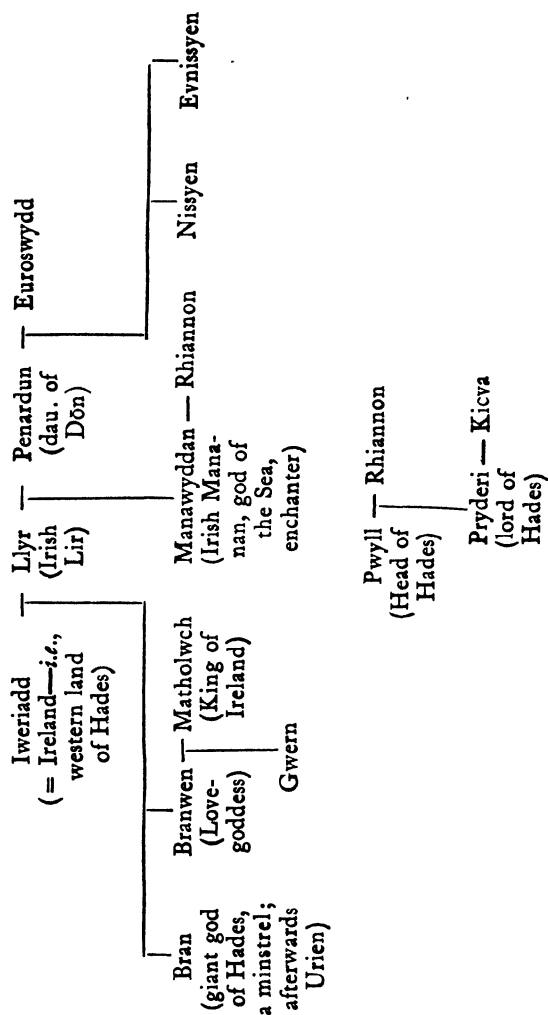 Iweriadd — Llyr — Penardun — Euroswydd
(= Ireland—i.e., (Irish (dau. of
western land Lir) Dôn)
of Hades)
Bran Branwen — Matholwch Manawyddan — Rhiannon Nissyen Evnissyen
(giant god (Love- (King of (Irish Mana-
of Hades, goddess) Ireland) nan, god of
a minstrel; the Sea,
afterwards enchanter)
Urien)
Gwern
Pwyll — Rhiannon
(Head of
Hades)
Pryderi — Kicva
(lord of
Hades)